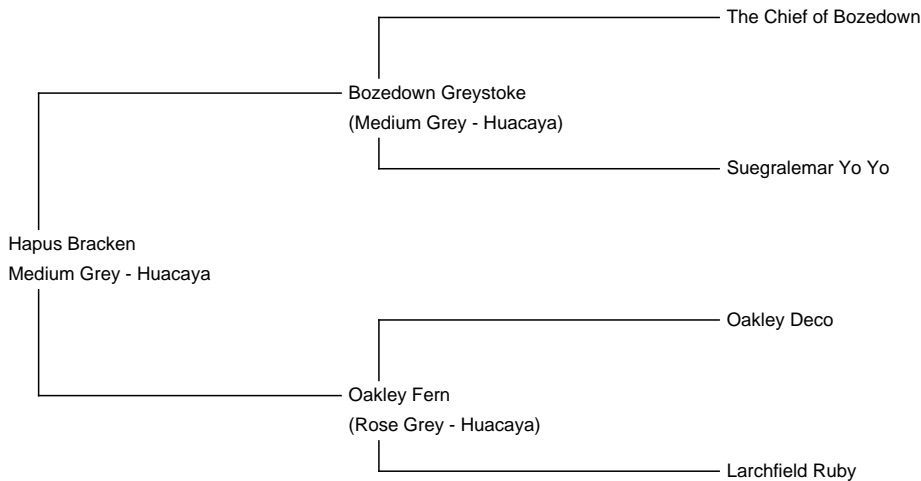 The Chief of Bozedown
Bozedown Greystoke
(Medium Grey - Huacaya)
Suegralemar Yo Yo
Hapus Bracken
Medium Grey - Huacaya
Oakley Deco
Oakley Fern
(Rose Grey - Huacaya)
Larchfield Ruby